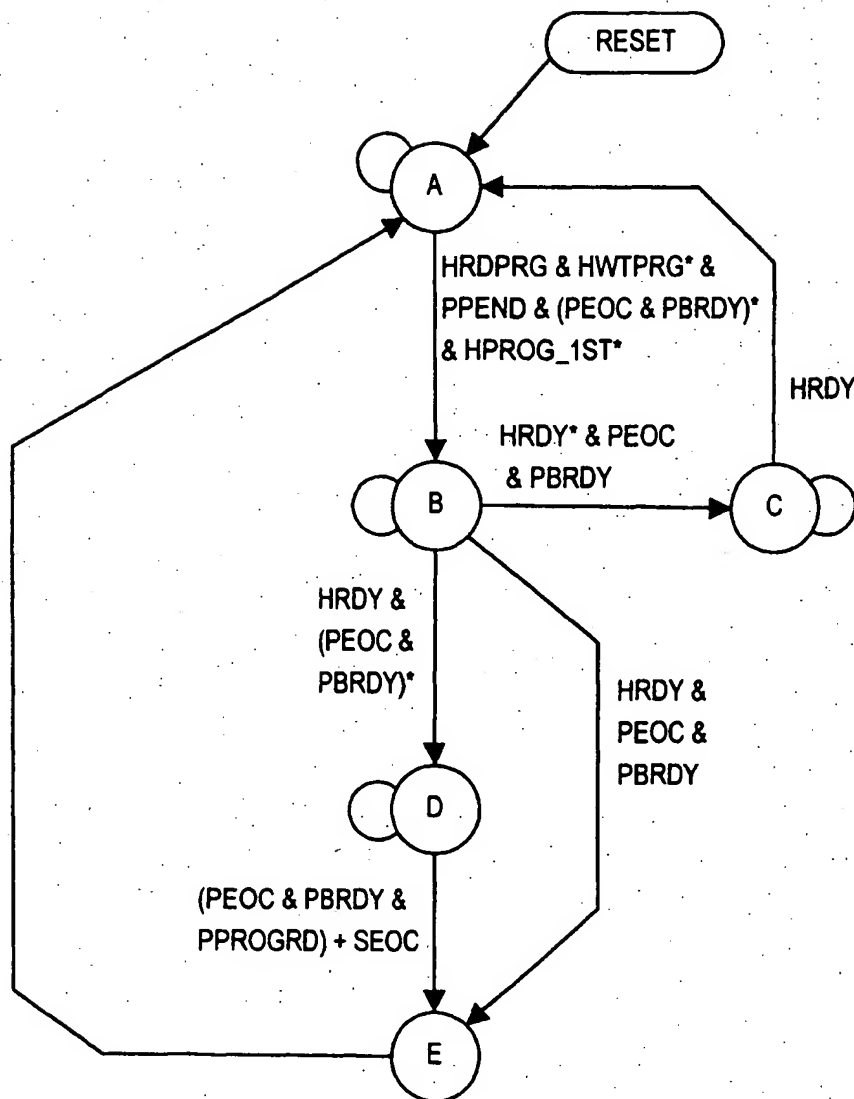 RESET
A
HRDPRG & HWTPRG* &
PPEND & (PEOC & PBRDY)*
& HPROG_1ST*
HRDY
HRDY* & PEOC
& PBRDY
B
C
HRDY &
(PEOC &
PBRDY)*
HRDY &
PEOC &
PBRDY
D
(PEOC & PBRDY &
PPROGRD) + SEOC
E